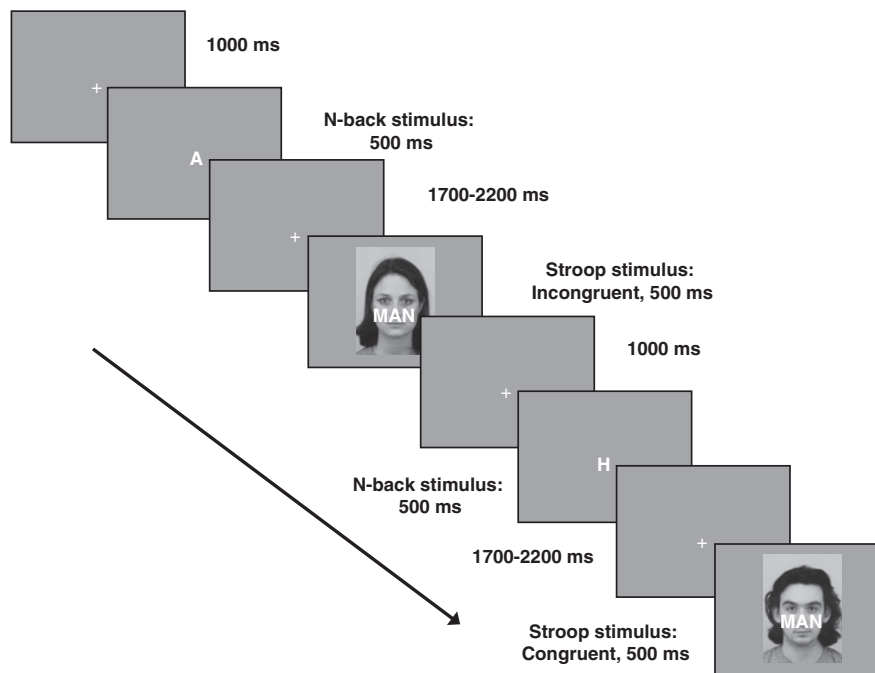 1000 ms
A
N-back stimulus:
500 ms
1700-2200 ms
MAN
Stroop stimulus:
Incongruent, 500 ms
1000 ms
H
N-back stimulus:
500 ms
1700-2200 ms
MAN
Stroop stimulus:
Congruent, 500 ms